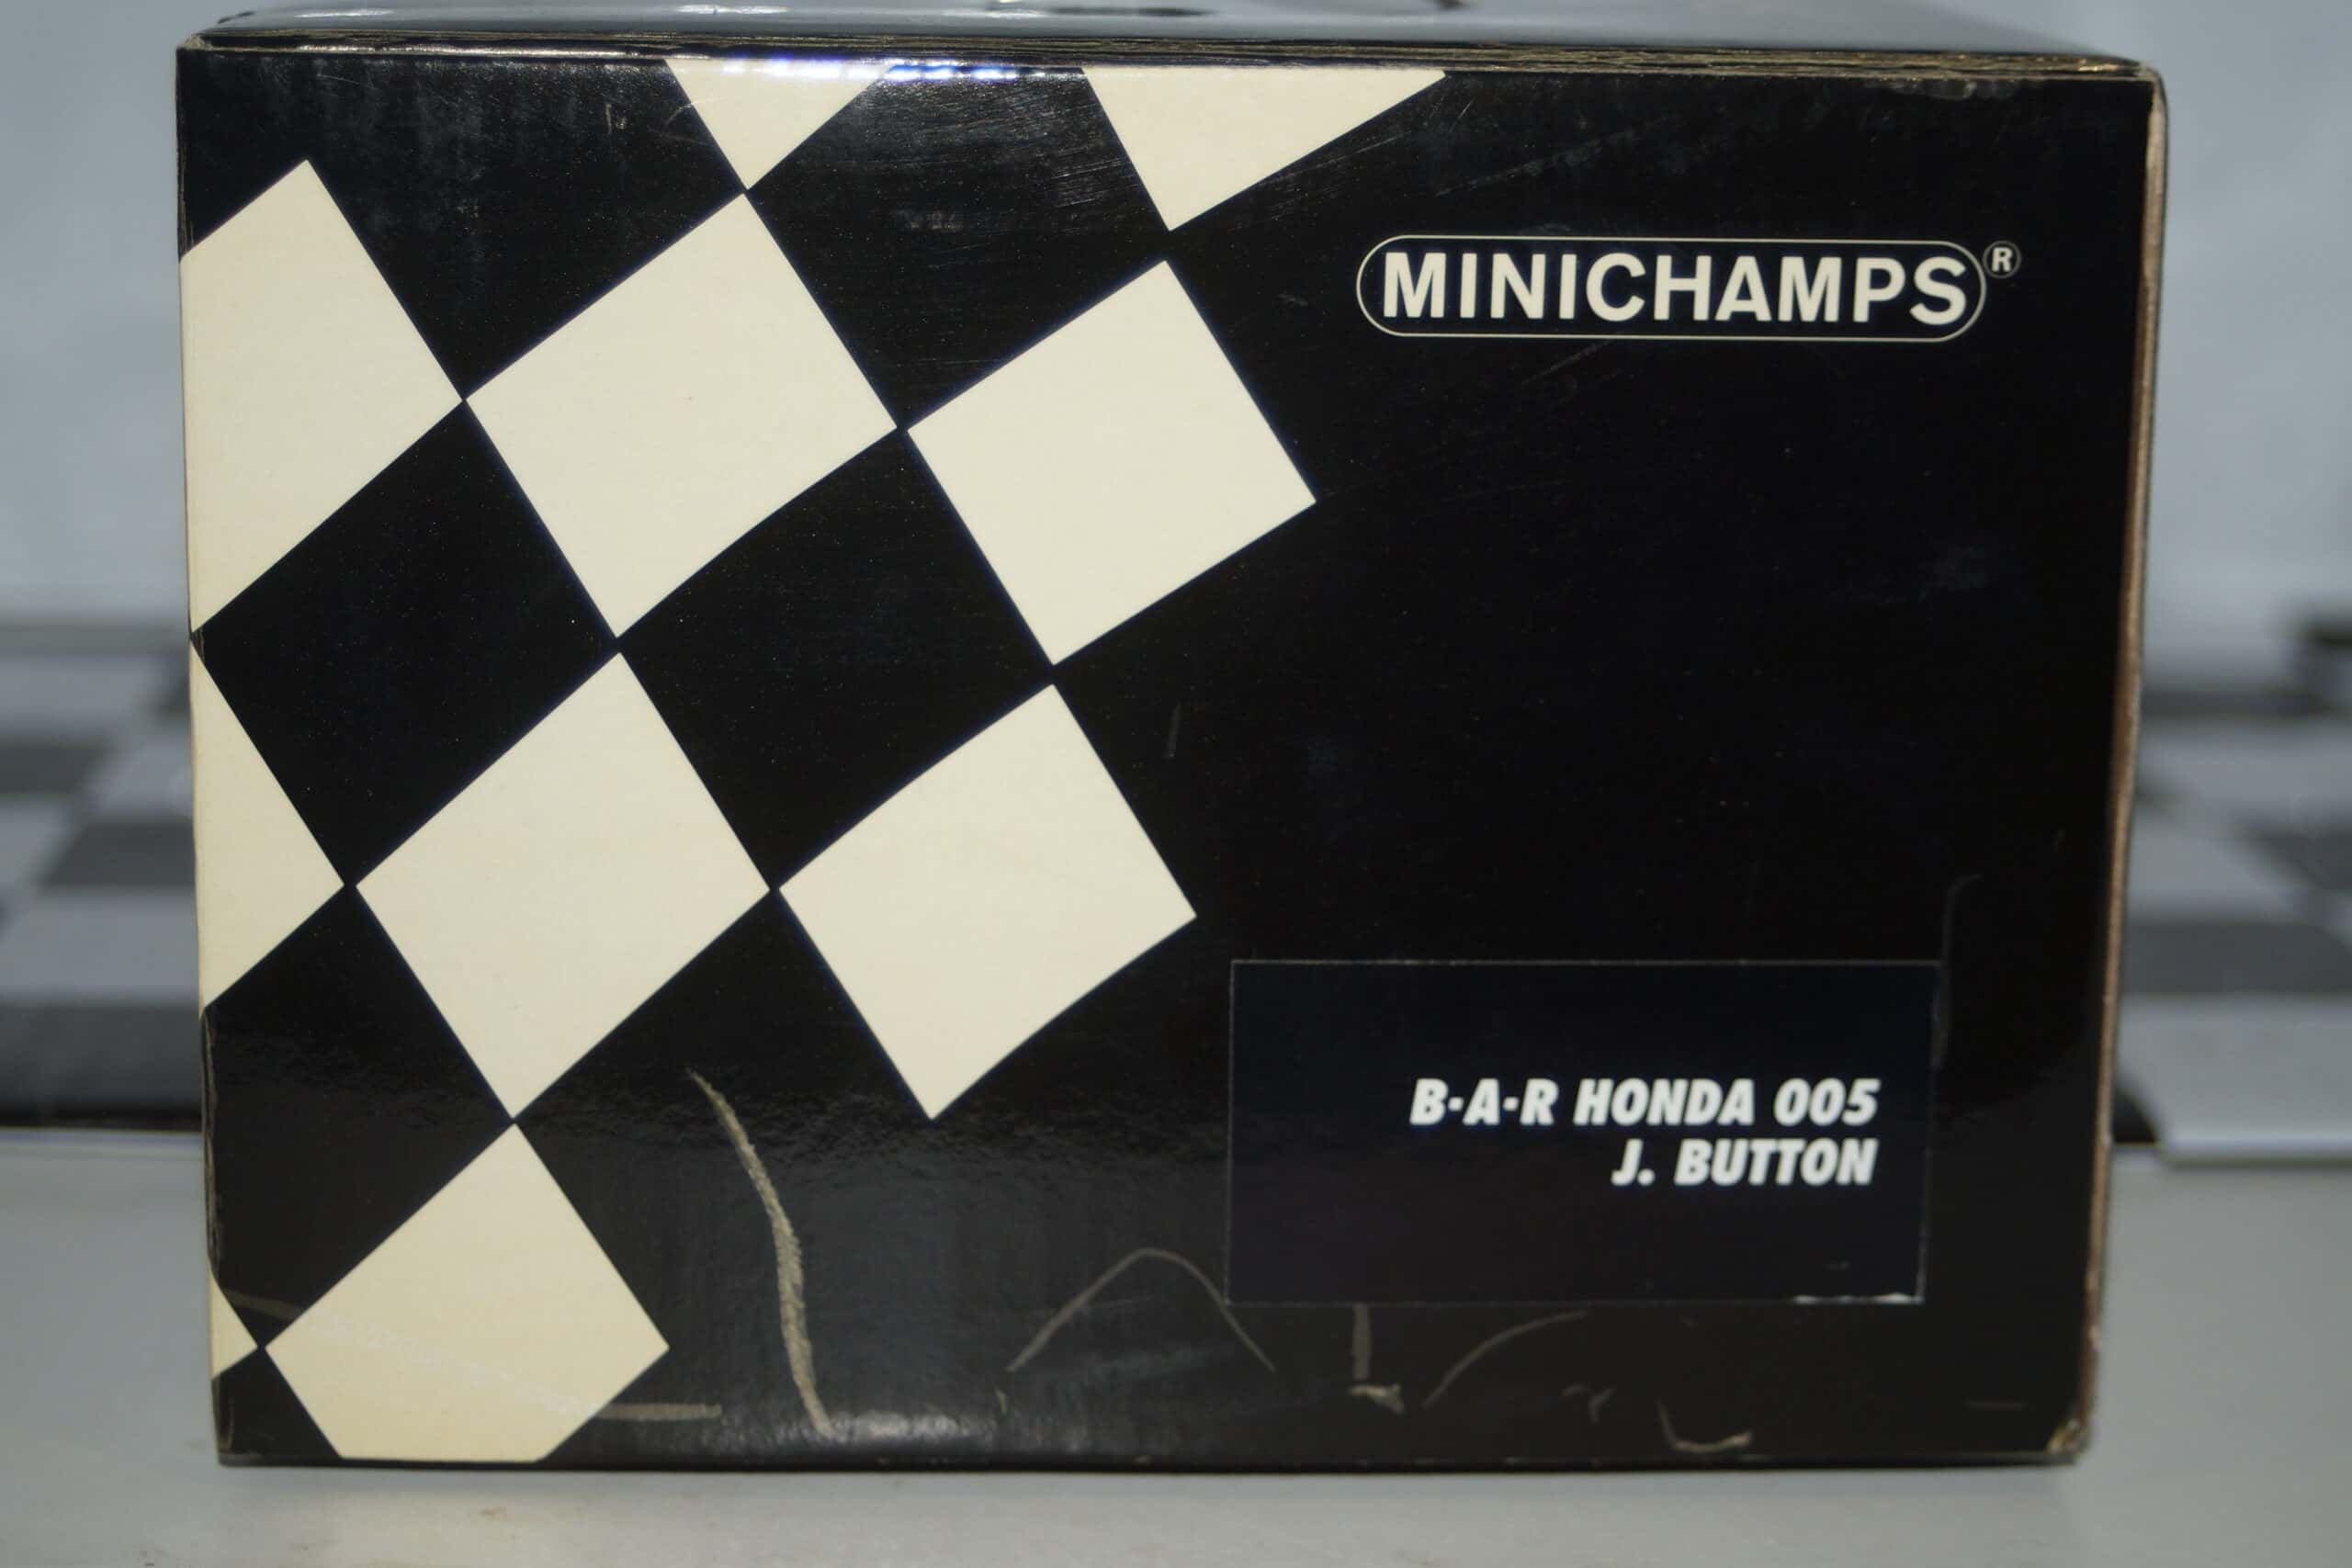 MINICHAMPS®
B-A-R HONDA 005
J. BUTTON